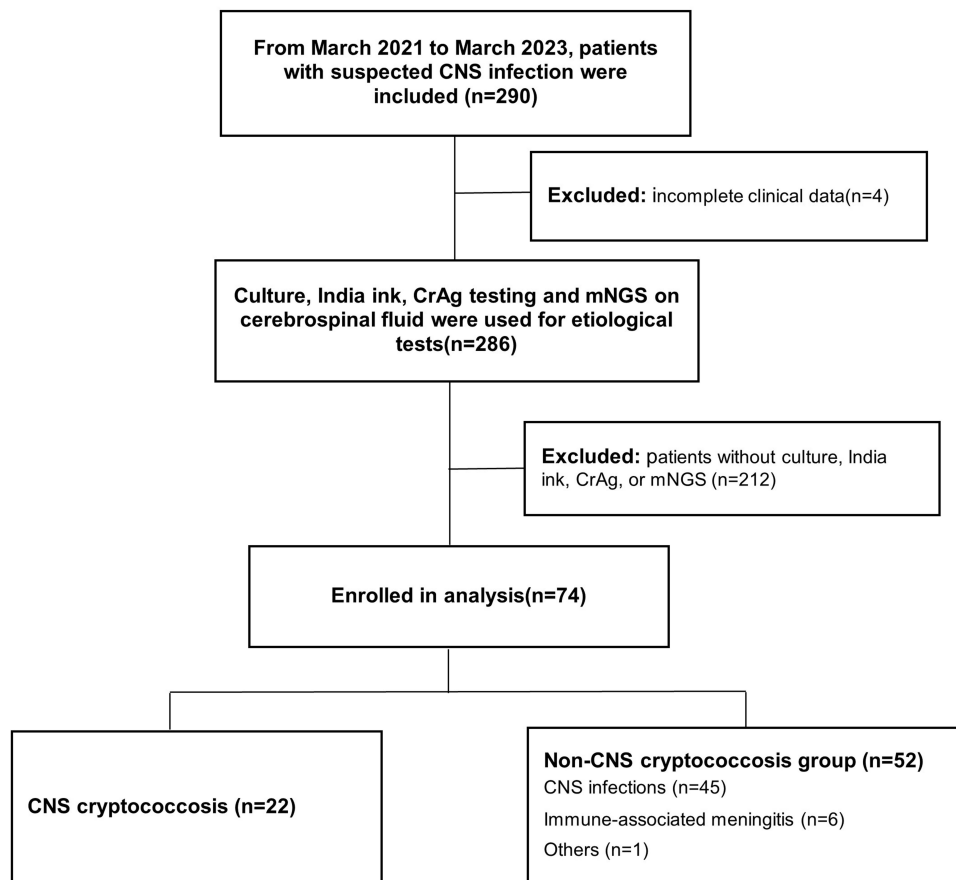 From March 2021 to March 2023, patients
with suspected CNS infection were
included (n=290)
Excluded: incomplete clinical data(n=4)
Culture, India ink, CrAg testing and mNGS on
cerebrospinal fluid were used for etiological
tests(n=286)
Excluded: patients without culture, India
ink, CrAg, or mNGS (n=212)
Enrolled in analysis(n=74)
CNS cryptococcosis (n=22)
Non-CNS cryptococcosis group (n=52)
CNS infections (n=45)
Immune-associated meningitis (n=6)
Others (n=1)